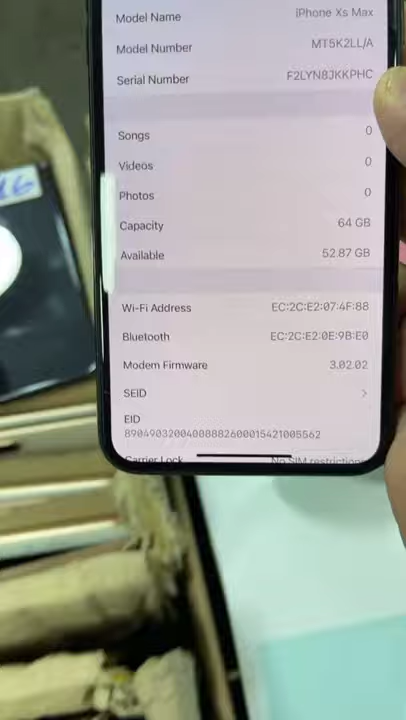 Model Name iPhone Xs Max
Model Number MT5K2LL/A
Serial Number F2LYN8JKKPHC
Songs 0
Videos 0
Photos 0
Capacity 64 GB
Available 52.87 GB
Wi-Fi Address EC:2C:E2:07:4F:88
Bluetooth EC:2C:E2:0E:9B:E0
Modem Firmware 3.02.02
SEID >
EID
890490320040008882600015421005562
Carrier Lock No SIM restrictions